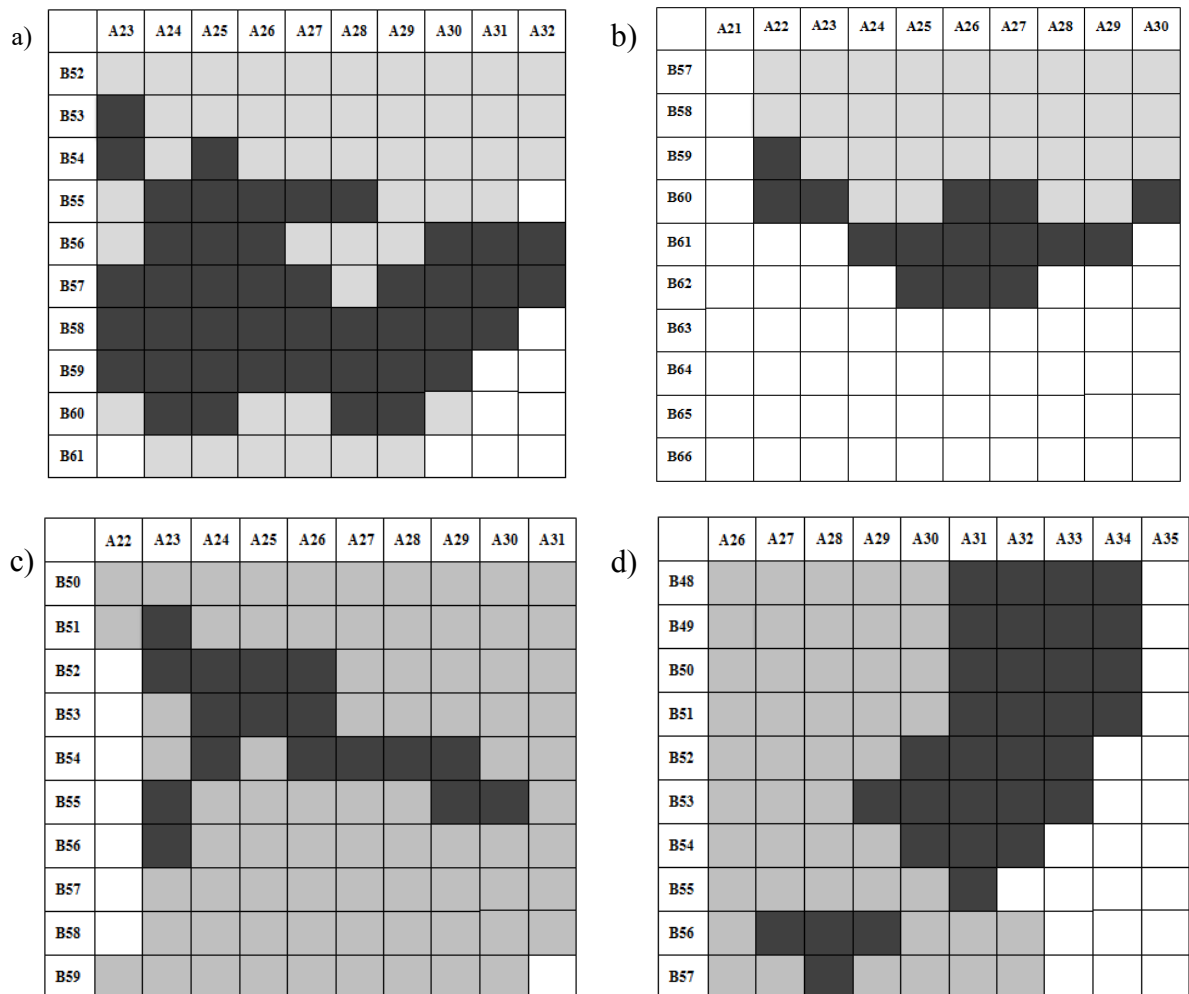 a)
A23 A24 A25 A26 A27 A28 A29 A30 A31 A32
B52
B53
B54
B55
B56
B57
B58
B59
B60
B61
b)
A21 A22 A23 A24 A25 A26 A27 A28 A29 A30
B57
B58
B59
B60
B61
B62
B63
B64
B65
B66
c)
A22 A23 A24 A25 A26 A27 A28 A29 A30 A31
B50
B51
B52
B53
B54
B55
B56
B57
B58
B59
d)
A26 A27 A28 A29 A30 A31 A32 A33 A34 A35
B48
B49
B50
B51
B52
B53
B54
B55
B56
B57